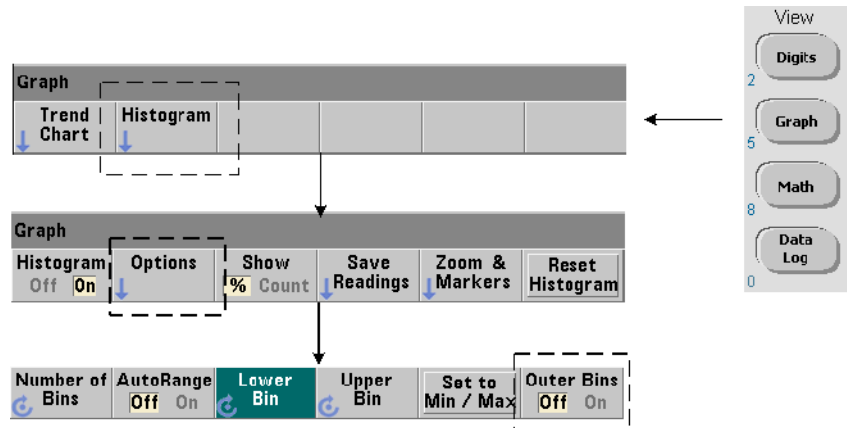 View
Digits
2
Graph
5
Math
8
Data
Log
0
Graph
Trend
Chart
Histogram
Graph
Histogram
Off On
Options
Show
% Count
Save
Readings
Zoom &
Markers
Reset
Histogram
Number of
Bins
AutoRange
Off On
Lower
Bin
Upper
Bin
Set to
Min / Max
Outer Bins
Off On